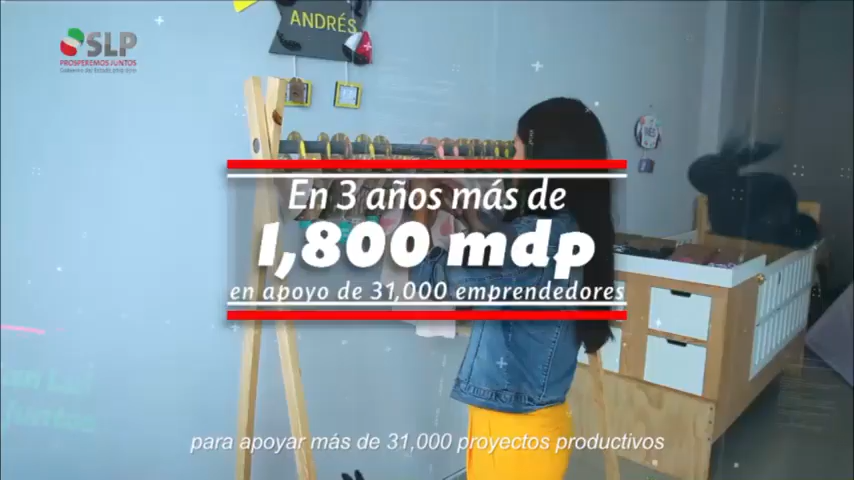 ANDRÉS
SLP
PROSPEREMOS JUNTOS
En 3 años más de
1,800 mdp
en apoyo de 31,000 emprendedores
para apoyar más de 31,000 proyectos productivos